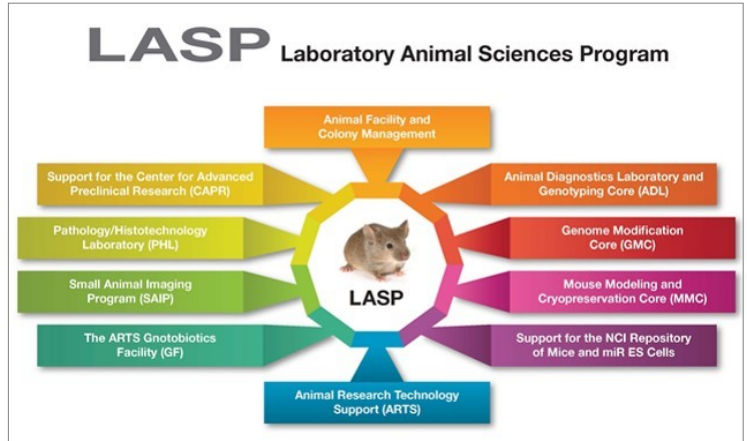 LASP Laboratory Animal Sciences Program
Animal Facility and
Colony Management
Support for the Center for Advanced
Preclinical Research (CAPR)
Animal Diagnostics Laboratory and
Genotyping Core (ADL)
Pathology/Histotechnology
Laboratory (PHL)
Genome Modification
Core (GMC)
Small Animal Imaging
Program (SAIP)
LASP
Mouse Modeling and
Cryopreservation Core (MMC)
The ARTS Gnotobiotics
Facility (GF)
Support for the NCI Repository
of Mice and miR ES Cells
Animal Research Technology
Support (ARTS)